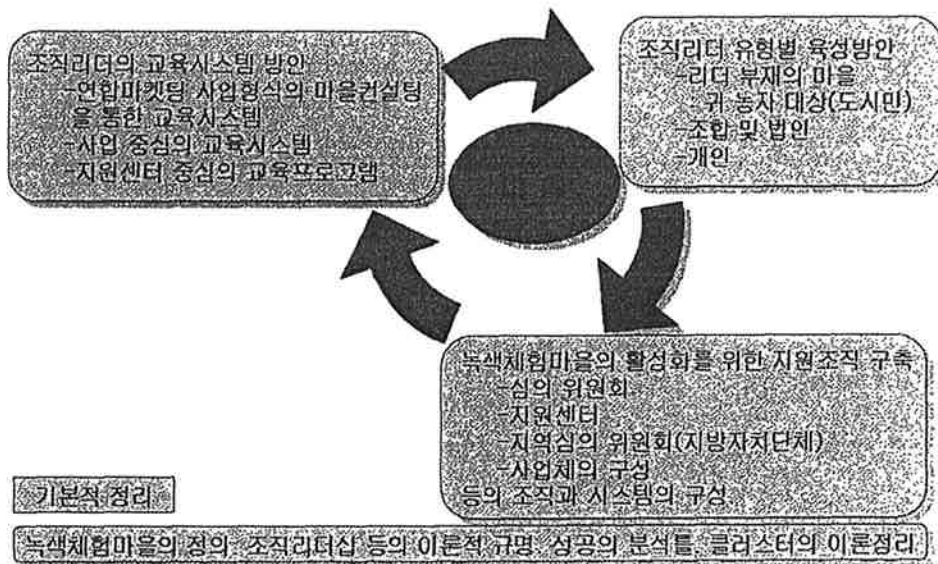 조직리더의 교육시스템 방안
-연합마켓팅 사업형식의 마을컨설팅
을 통한 교육시스템
-사업 중심의 교육시스템
-지원센터 중심의 교육프로그램
조직리더 유형별 육성방안
-리더 부재의 마을
- 귀 농자 대상(도시민)
-조합 및 법인
-개인
녹색체험마을의 활성화를 위한 지원조직 구축
-심의 위원회
-지원센터
-지역심의 위원회(지방자치단체)
-사업체의 구성
등의 조직과 시스템의 구성
기본적 정리
녹색체험마을의 정의, 조직리더십 등의 이론적 규명, 성공의 분석틀, 클러스터의 이론정리